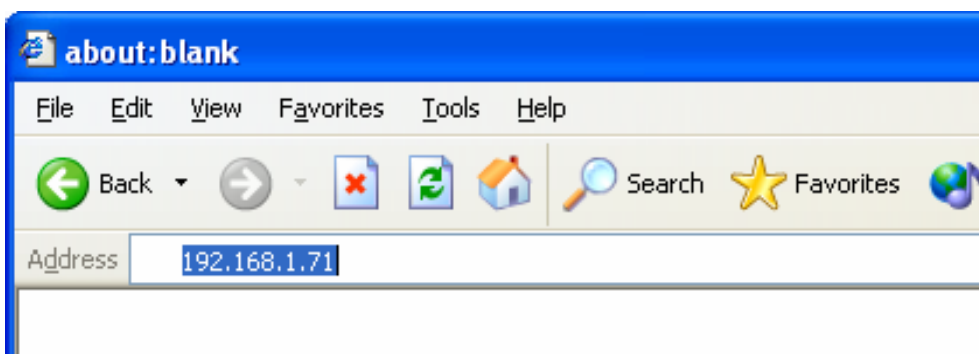 about:blank
File Edit View Favorites Tools Help
Back Search Favorites
Address 192.168.1.71